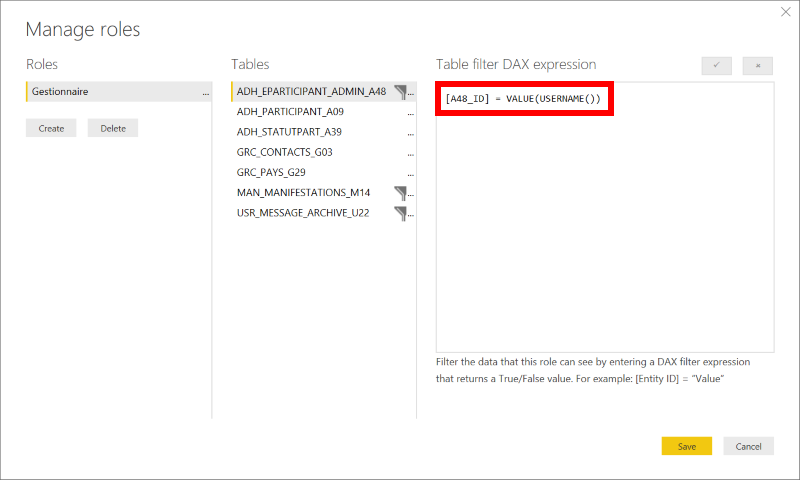 Manage roles
Roles
Gestionnaire
...
Create
Delete
Tables
ADH_EPARTICIPANT_ADMIN_A48
...
ADH_PARTICIPANT_A09
...
ADH_STATUTPART_A39
...
GRC_CONTACTS_G03
...
GRC_PAYS_G29
...
MAN_MANIFESTATIONS_M14
...
USR_MESSAGE_ARCHIVE_U22
...
Table filter DAX expression
[A48_ID] = VALUE(USERNAME())
Filter the data that this role can see by entering a DAX filter expression
that returns a True/False value. For example: [Entity ID] = “Value”
Save
Cancel